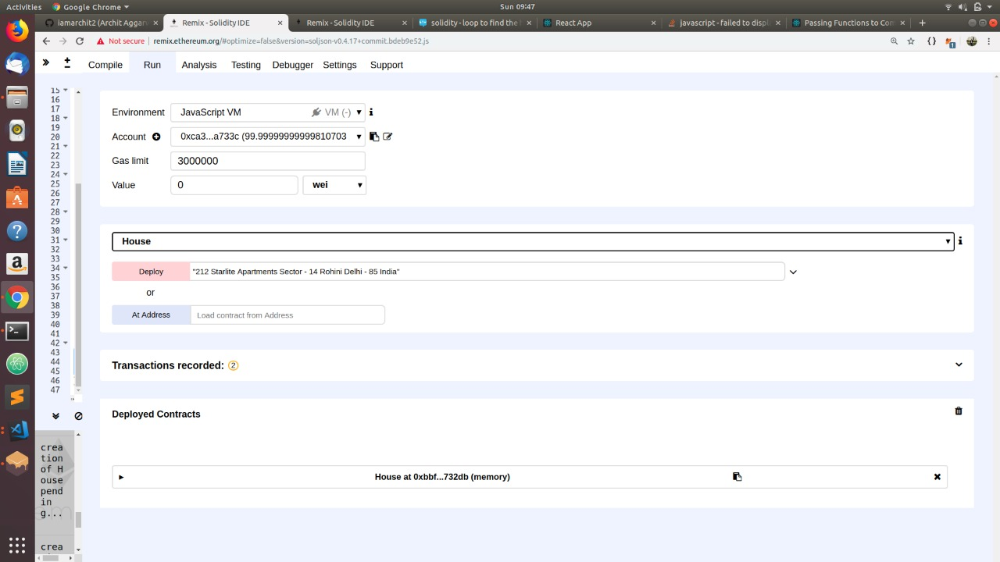 Activities Google Chrome Sun 09:47
iamarchit2 (Archit Aggar Remix - Solidity IDE Remix - Solidity IDE solidity - loop to find the h React App javascript - failed to displ Passing Functions to Com
Not secure remix.ethereum.org/#optimize=false&version=soljson-v0.4.17+commit.bdeb9e52.js
Compile Run Analysis Testing Debugger Settings Support
15
16
17
18
19
20
21
22
23
24
25
26
27
28
29
30
31
32
33
34
35
36
37
38
39
40
41
42
43
44
45
46
47
crea
tion
of H
ouse
pend
in
g...
crea
Environment JavaScript VM VM (-)
Account 0xca3...a733c (99.99999999999810703
Gas limit 3000000
Value 0 wei
House
Deploy "212 Starlite Apartments Sector - 14 Rohini Delhi - 85 India"
or
At Address Load contract from Address
Transactions recorded: 2
Deployed Contracts
House at 0xbbf...732db (memory)